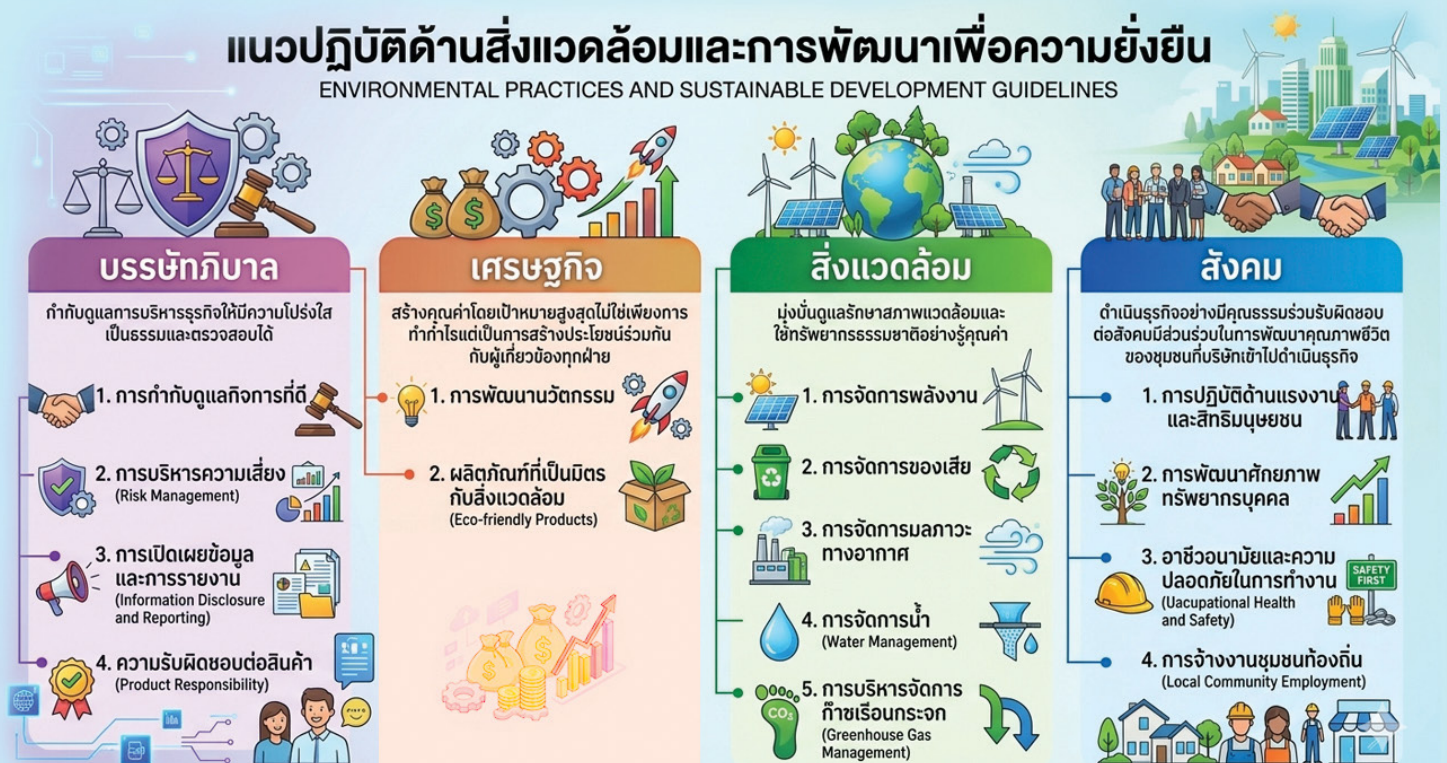 แนวปฏิบัติด้านสิ่งแวดล้อมและการพัฒนาเพื่อความยั่งยืน
ENVIRONMENTAL PRACTICES AND SUSTAINABLE DEVELOPMENT GUIDELINES
บรรษัทภิบาล
กำกับดูแลการบริหารธุรกิจให้มีความโปร่งใส
เป็นธรรมและตรวจสอบได้
1. การกำกับดูแลกิจการที่ดี
2. การบริหารความเสี่ยง
(Risk Management)
3. การเปิดเผยข้อมูล
และการรายงาน
(Information Disclosure
and Reporting)
4. ความรับผิดชอบต่อสินค้า
(Product Responsibility)
เศรษฐกิจ
สร้างคุณค่าโดยเป้าหมายสูงสุดไม่ใช่เพียงการ
ทำกำไรแต่เป็นการสร้างประโยชน์ร่วมกัน
กับผู้เกี่ยวข้องทุกฝ่าย
1. การพัฒนานวัตกรรม
2. ผลิตภัณฑ์ที่เป็นมิตร
กับสิ่งแวดล้อม
(Eco-friendly Products)
สิ่งแวดล้อม
มุ่งมั่นดูแลรักษาสภาพแวดล้อมและ
ใช้ทรัพยากรธรรมชาติอย่างรู้คุณค่า
1. การจัดการพลังงาน
2. การจัดการของเสีย
3. การจัดการมลภาวะ
ทางอากาศ
4. การจัดการน้ำ
(Water Management)
5. การบริหารจัดการ
ก๊าซเรือนกระจก
(Greenhouse Gas
Management)
CO₂
สังคม
ดำเนินธุรกิจอย่างมีคุณธรรมร่วมรับผิดชอบ
ต่อสังคมมีส่วนร่วมในการพัฒนาคุณภาพชีวิต
ของชุมชนที่บริษัทเข้าไปดำเนินธุรกิจ
1. การปฏิบัติด้านแรงงาน
และสิทธิมนุษยชน
2. การพัฒนาศักยภาพ
ทรัพยากรบุคคล
3. อาชีวอนามัยและความ
ปลอดภัยในการทำงาน
(Uacupational Health
and Safety)
SAFETY
FIRST
4. การจ้างงานชุมชนท้องถิ่น
(Local Community Employment)